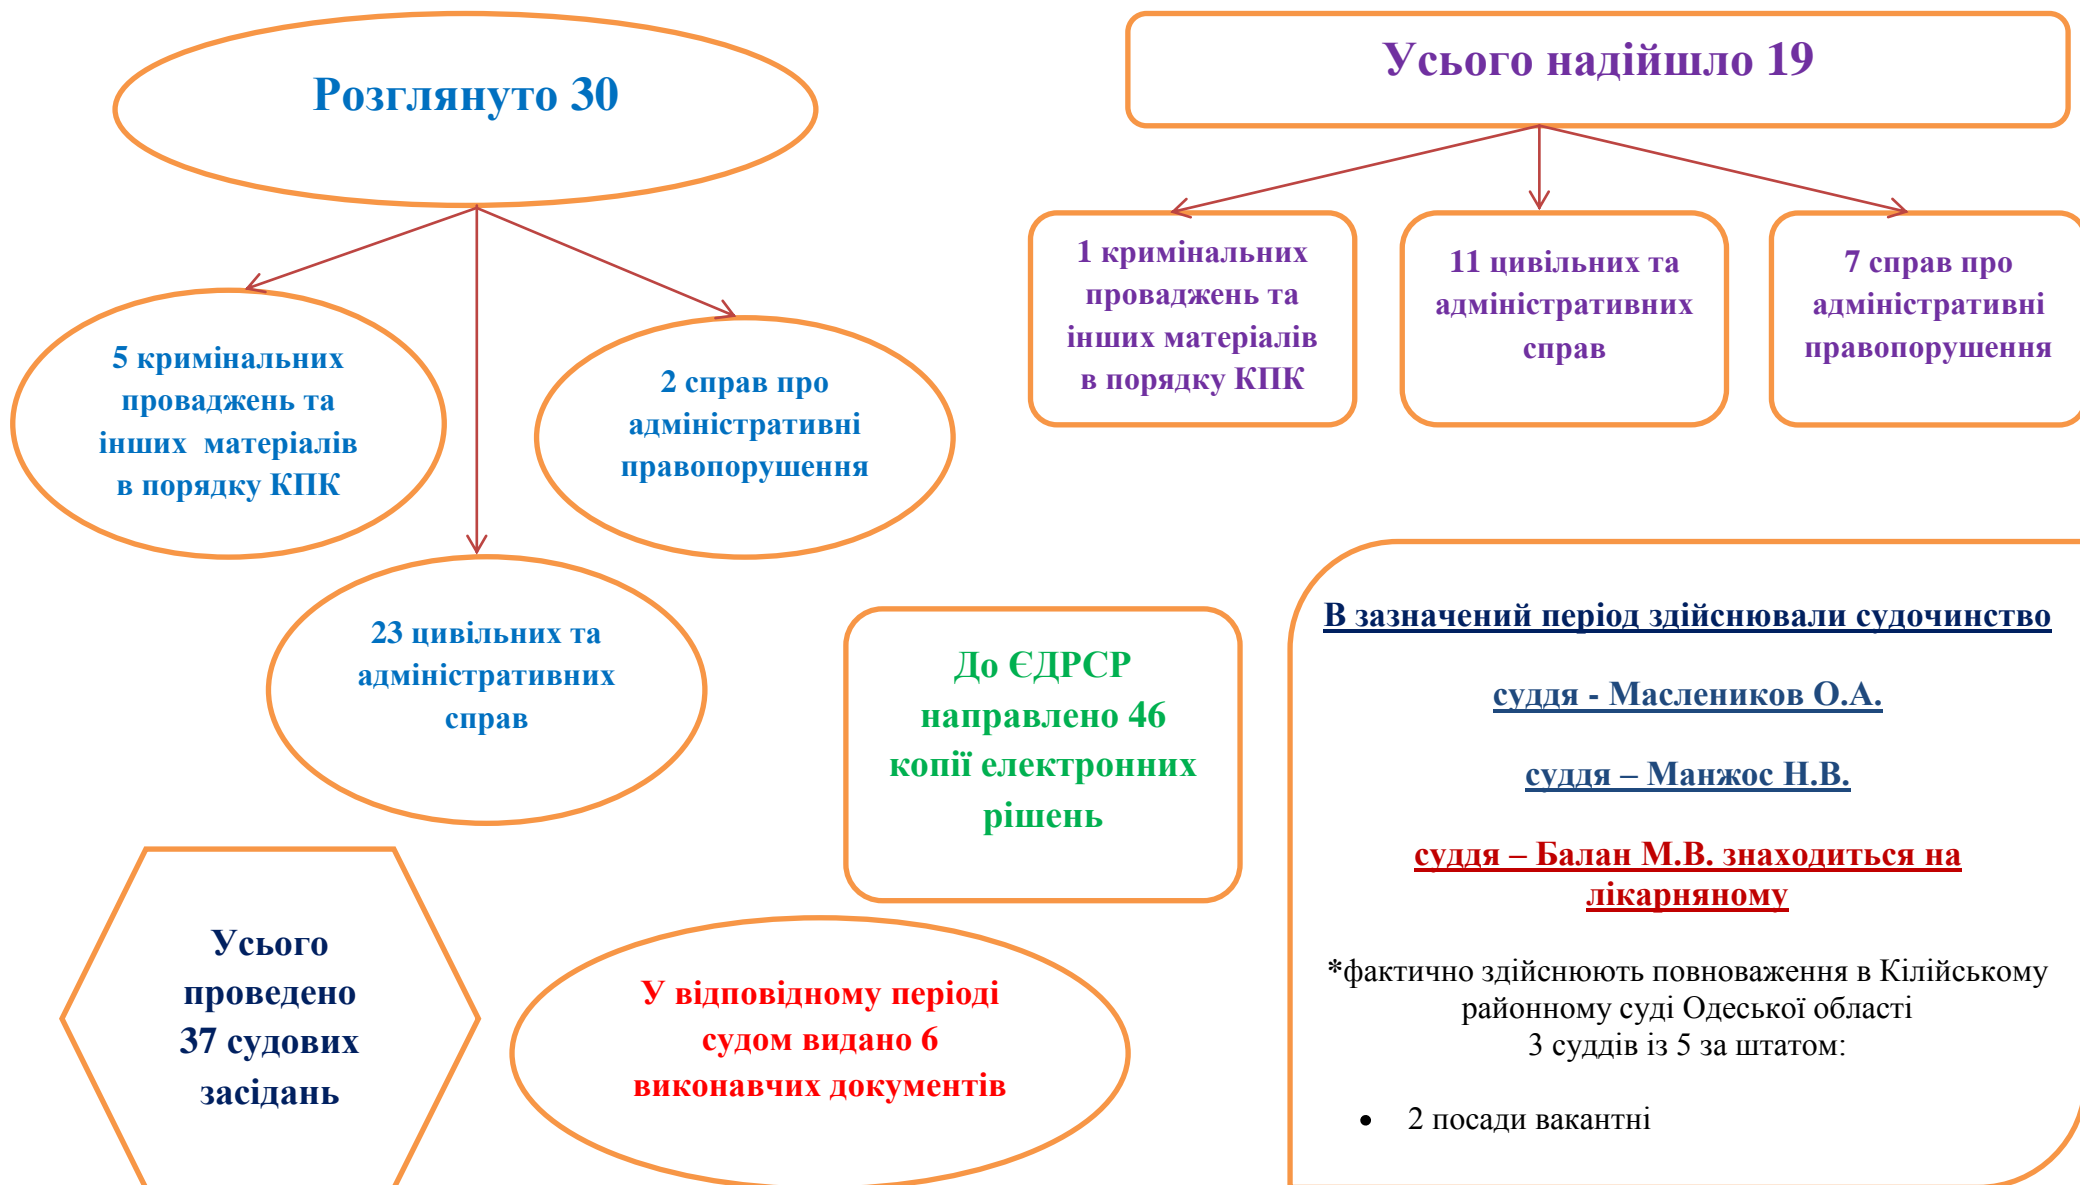 Розглянуто 30
Усього надійшло 19
5 кримінальних
проваджень та
інших матеріалів
в порядку КПК
2 справ про
адміністративні
правопорушення
23 цивільних та
адміністративних
справ
1 кримінальних
проваджень та
інших матеріалів
в порядку КПК
11 цивільних та
адміністративних
справ
7 справ про
адміністративні
правопорушення
До ЄДРСР
направлено 46
копії електронних
рішень
Усього
проведено
37 судових
засідань
У відповідному періоді
судом видано 6
виконавчих документів
В зазначений період здійснювали судочинство
суддя - Маслеников О.А.
суддя – Манжос Н.В.
суддя – Балан М.В. знаходиться на
лікарняному
*фактично здійснюють повноваження в Кілійському
районному суді Одеської області
3 суддів із 5 за штатом:
• 2 посади вакантні